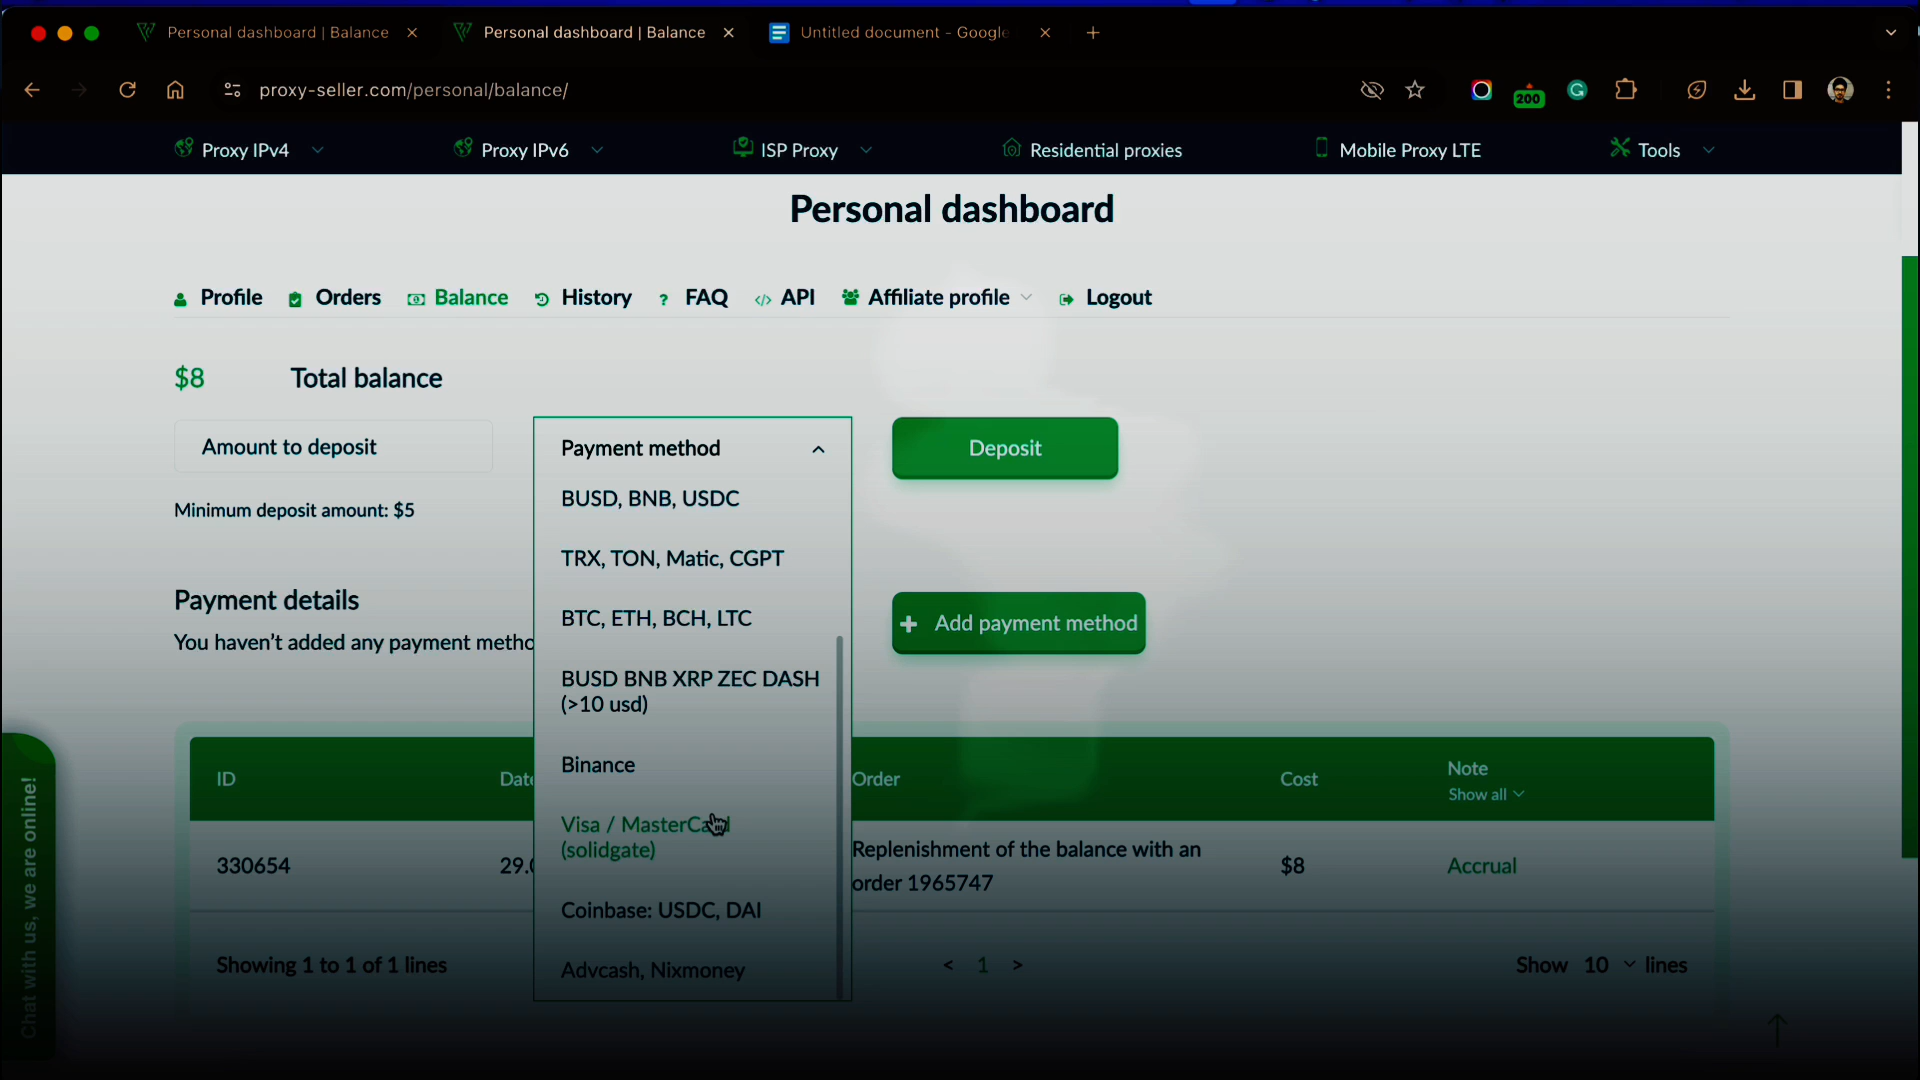 Personal dashboard | Balance
Personal dashboard | Balance
Untitled document - Google
proxy-seller.com/personal/balance/
200
Proxy IPv4
Proxy IPv6
ISP Proxy
Residential proxies
Mobile Proxy LTE
Tools
Personal dashboard
Profile
Orders
Balance
History
FAQ
API
Affiliate profile
Logout
$8
Total balance
Amount to deposit
Payment method
Deposit
Minimum deposit amount: $5
BUSD, BNB, USDC
TRX, TON, Matic, CGPT
BTC, ETH, BCH, LTC
BUSD BNB XRP ZEC DASH
(>10 usd)
Binance
Visa / MasterCard
(solidgate)
Coinbase: USDC, DAI
Advcash, Nixmoney
Payment details
You haven't added any payment
+ Add payment method
ID
Date
Order
Cost
Note
Show all
330654
29.
Replenishment of the balance with an
order 1965747
$8
Accrual
Showing 1 to 1 of 1 lines
< 1 >
Show 10 lines
Chat with us, we are online!